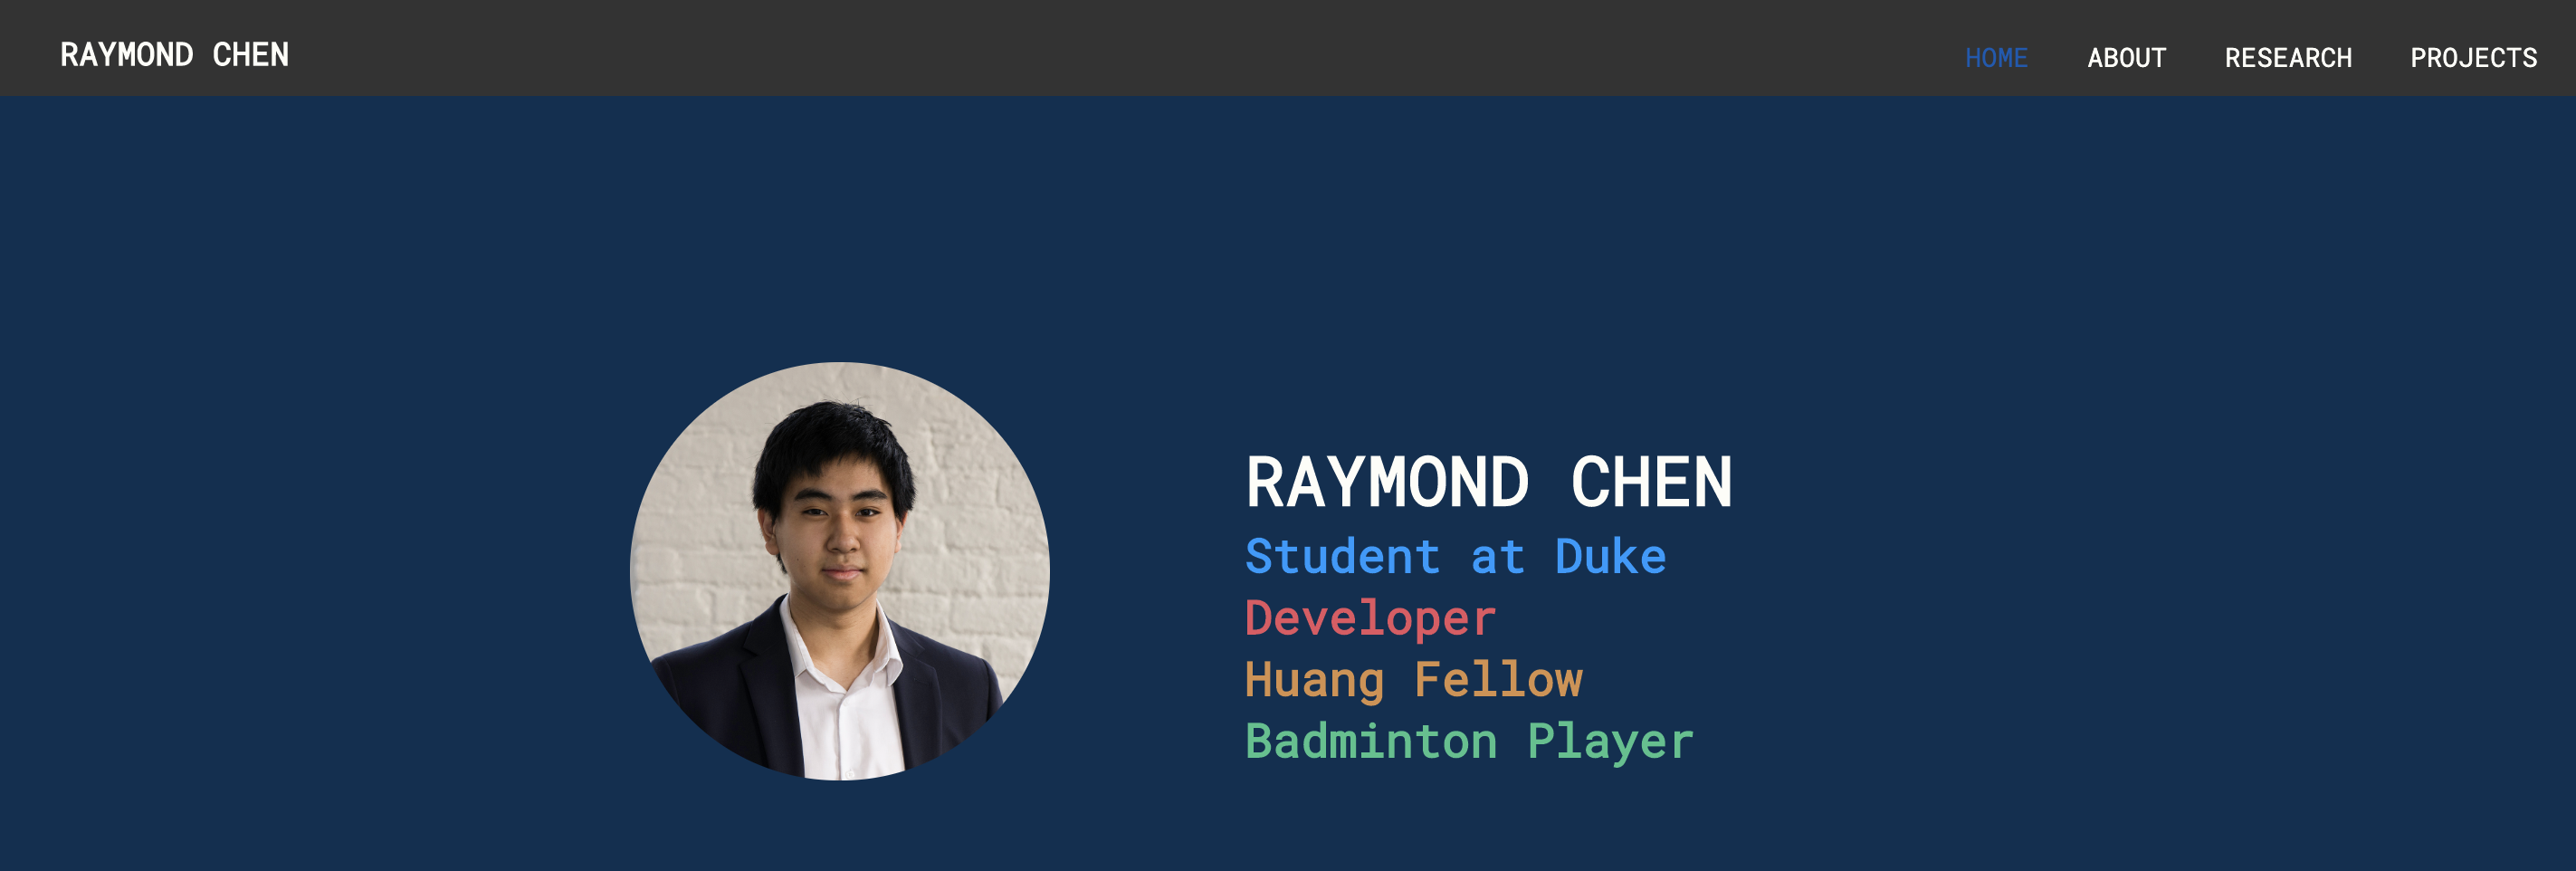 RAYMOND CHEN
HOME ABOUT RESEARCH PROJECTS
RAYMOND CHEN
Student at Duke
Developer
Huang Fellow
Badminton Player